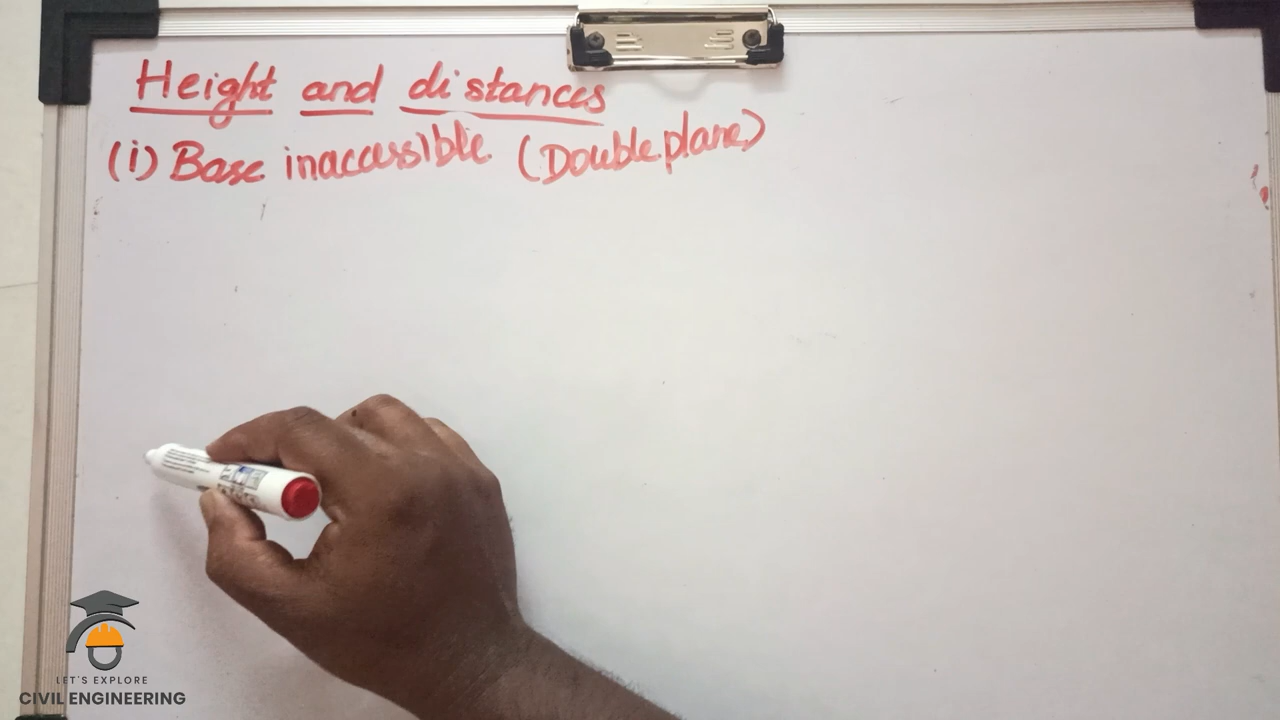 Height and distances
(i) Base inaccessible (Double plane)
LET'S EXPLORE
CIVIL ENGINEERING